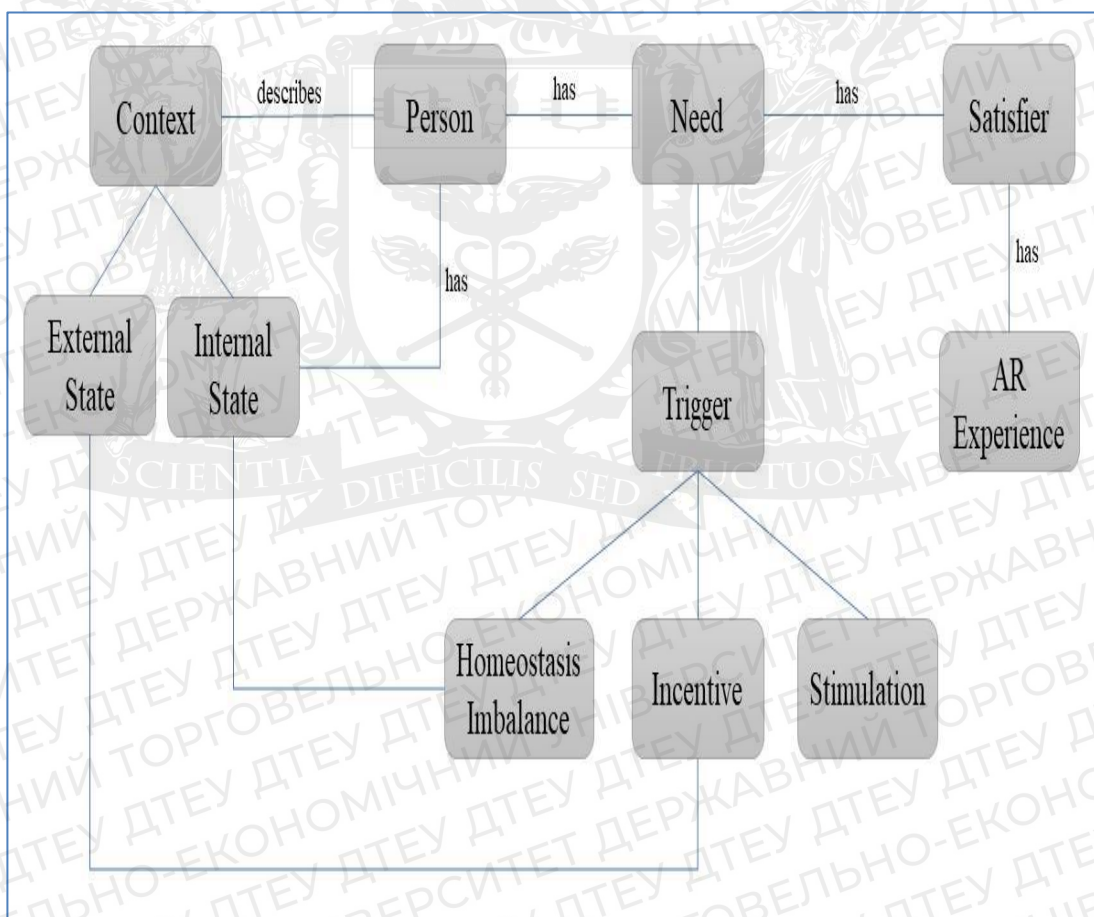 Context
describes
Person
has
Need
has
Satisfier
External
State
Internal
State
has
Trigger
has
AR
Experience
SCIENTIA DIFFICILIS SED FRUCTUOSA
Homeostasis
Imbalance
Incentive
Stimulation